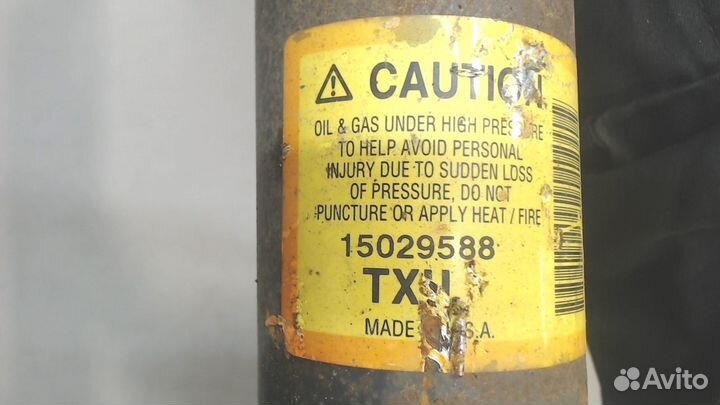 CAUTION
OIL & GAS UNDER HIGH PRESSURE
TO HELP AVOID PERSONAL
INJURY DUE TO SUDDEN LOSS
OF PRESSURE, DO NOT
PUNCTURE OR APPLY HEAT / FIRE
15029588
TXU
MADE U.S.A.
Avito